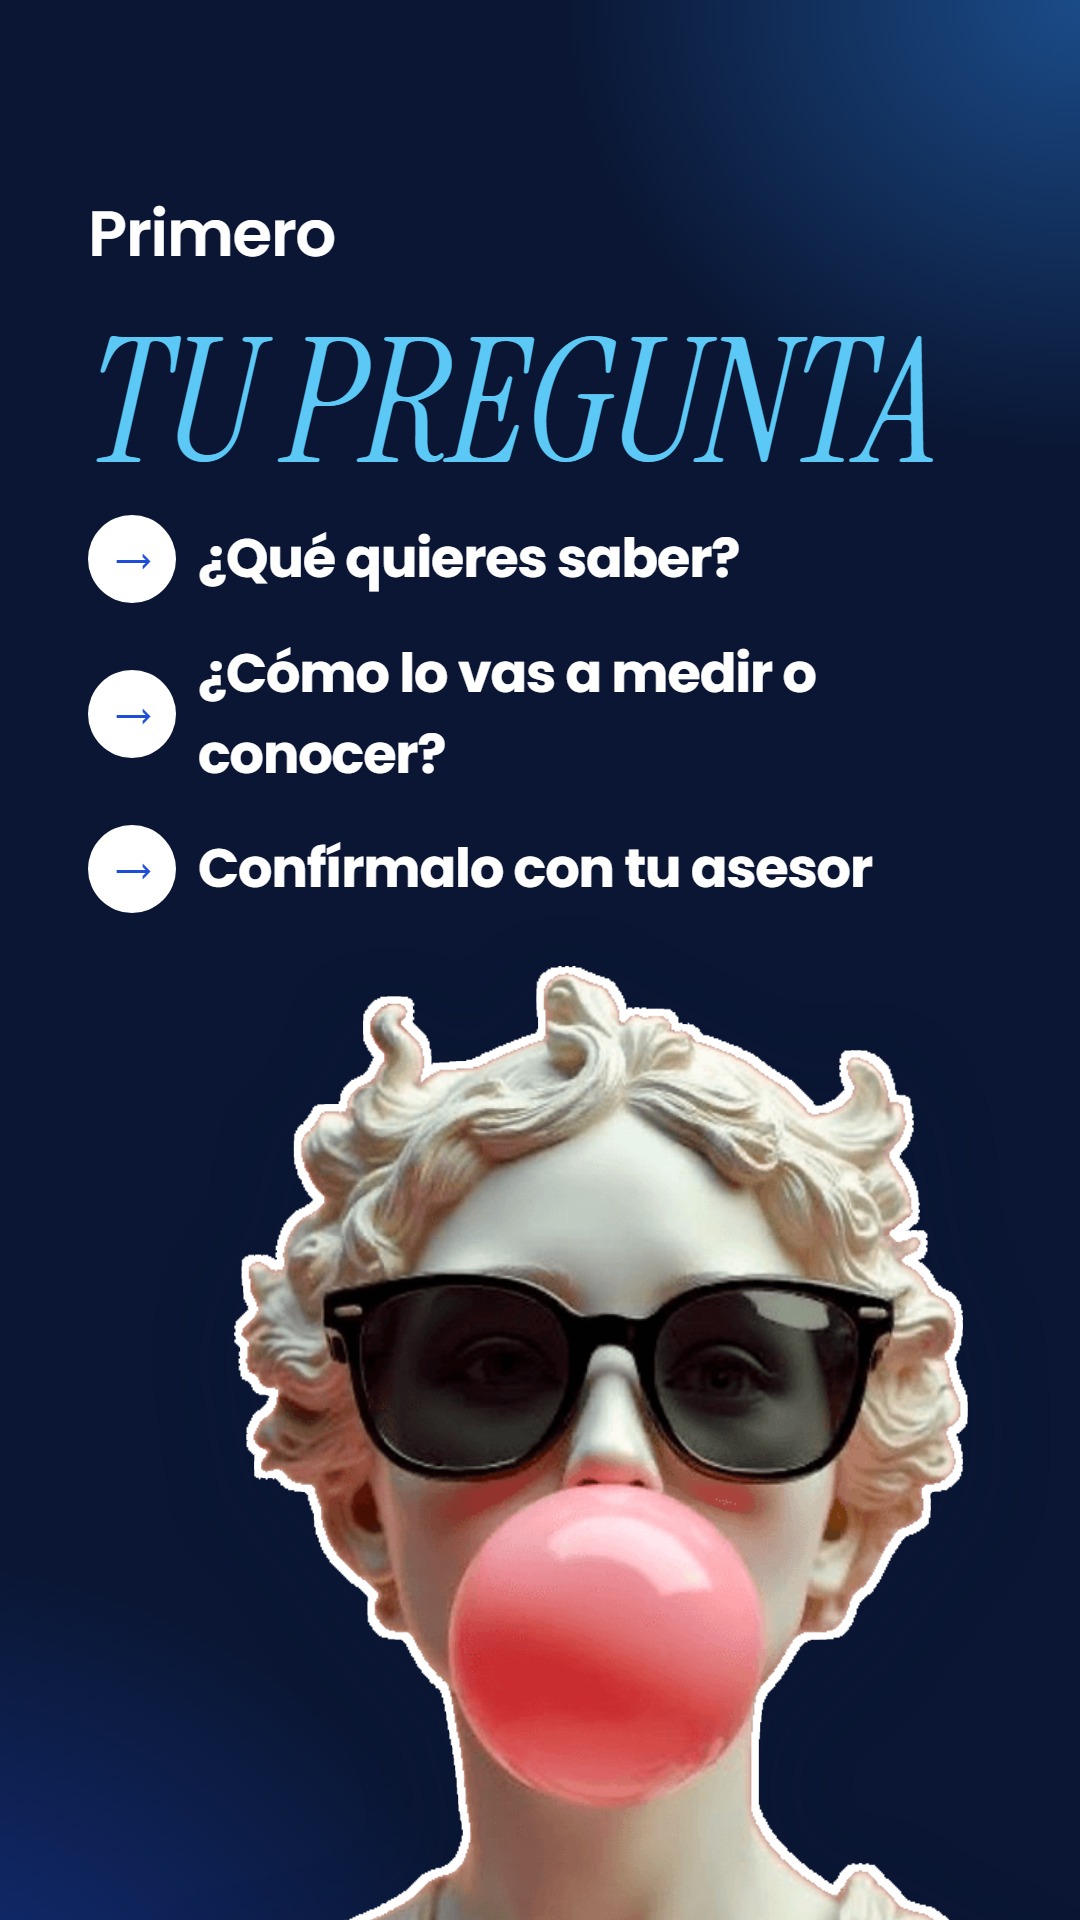 Primero
TU PREGUNTA
→ ¿Qué quieres saber?
→ ¿Cómo lo vas a medir o
conocer?
→ Confírmalo con tu asesor